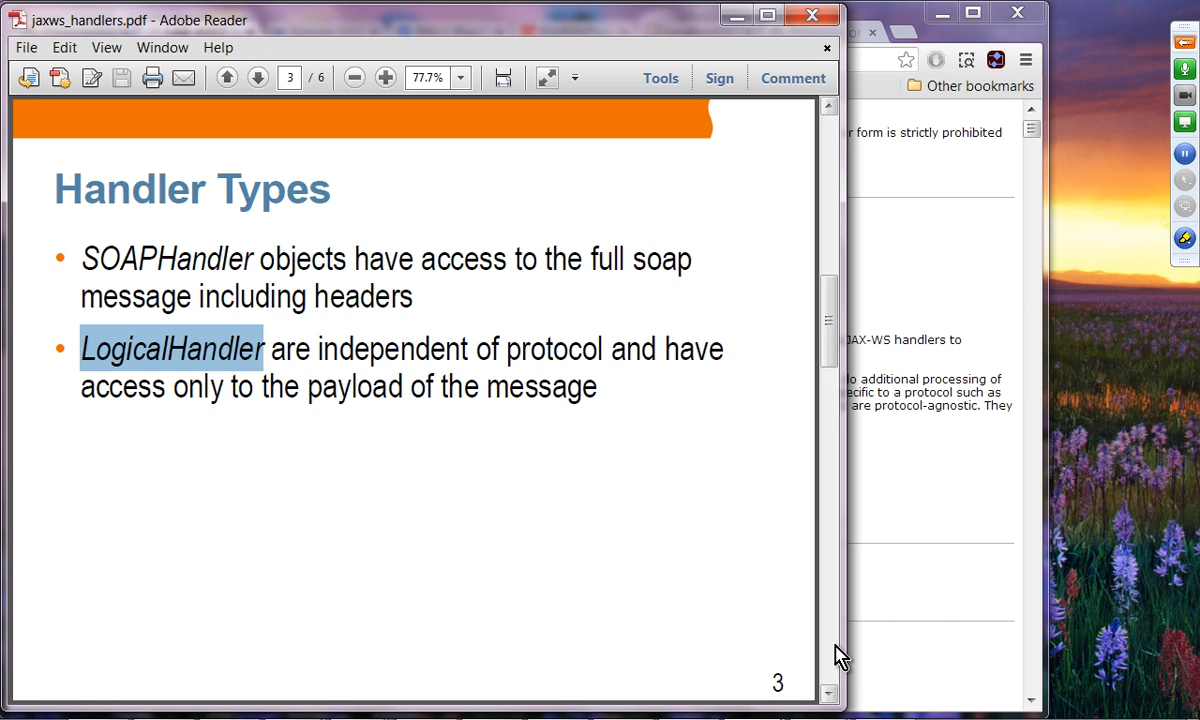 jaxws_handlers.pdf - Adobe Reader
File Edit View Window Help
3 / 6 77.7% Tools Sign Comment
Other bookmarks
Handler Types
• SOAPHandler objects have access to the full soap
message including headers
• LogicalHandler are independent of protocol and have
access only to the payload of the message
3
r form is strictly prohibited
JAX-WS handlers to
additional processing of
to a protocol such as
are protocol-agnostic. They